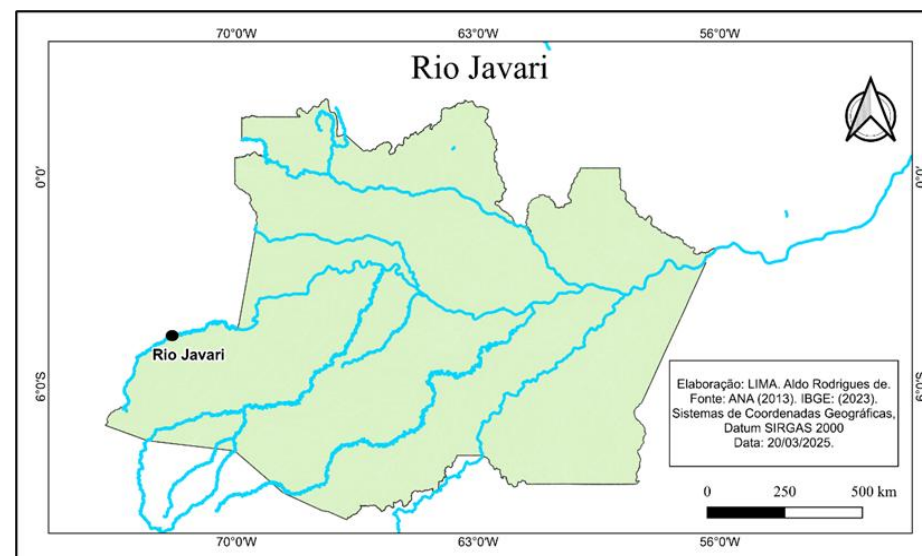 70°0'W 63°0'W 56°0'W
Rio Javari
0°0' 0°0'
Rio Javari
6°0'S 6°0'S
Elaboração: LIMA. Aldo Rodrigues de.
Fonte: ANA (2013). IBGE: (2023).
Sistemas de Coordenadas Geográficas,
Datum SIRGAS 2000
Data: 20/03/2025.
0 250 500 km
70°0'W 63°0'W 56°0'W